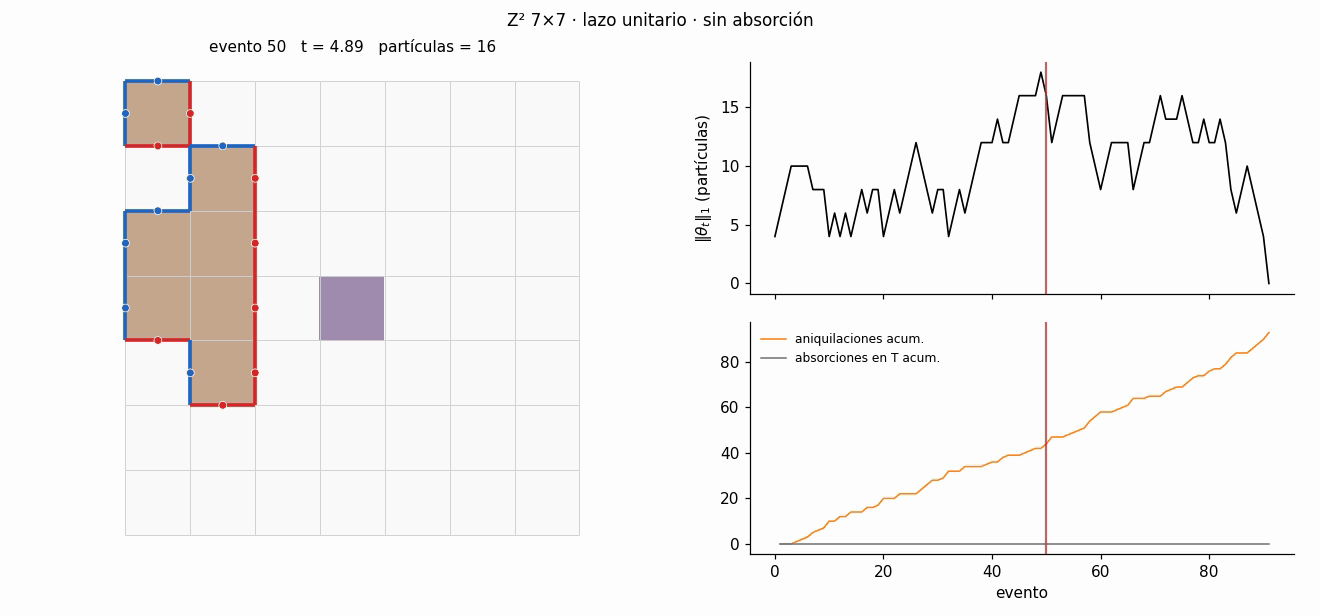 Z² 7×7 · lazo unitario · sin absorción
evento 50   t = 4.89   partículas = 16
‖θₜ‖₁ (partículas)
15
10
5
0
aniquilaciones acum.
absorciones en T acum.
80
60
40
20
0
0 20 40 60 80
evento